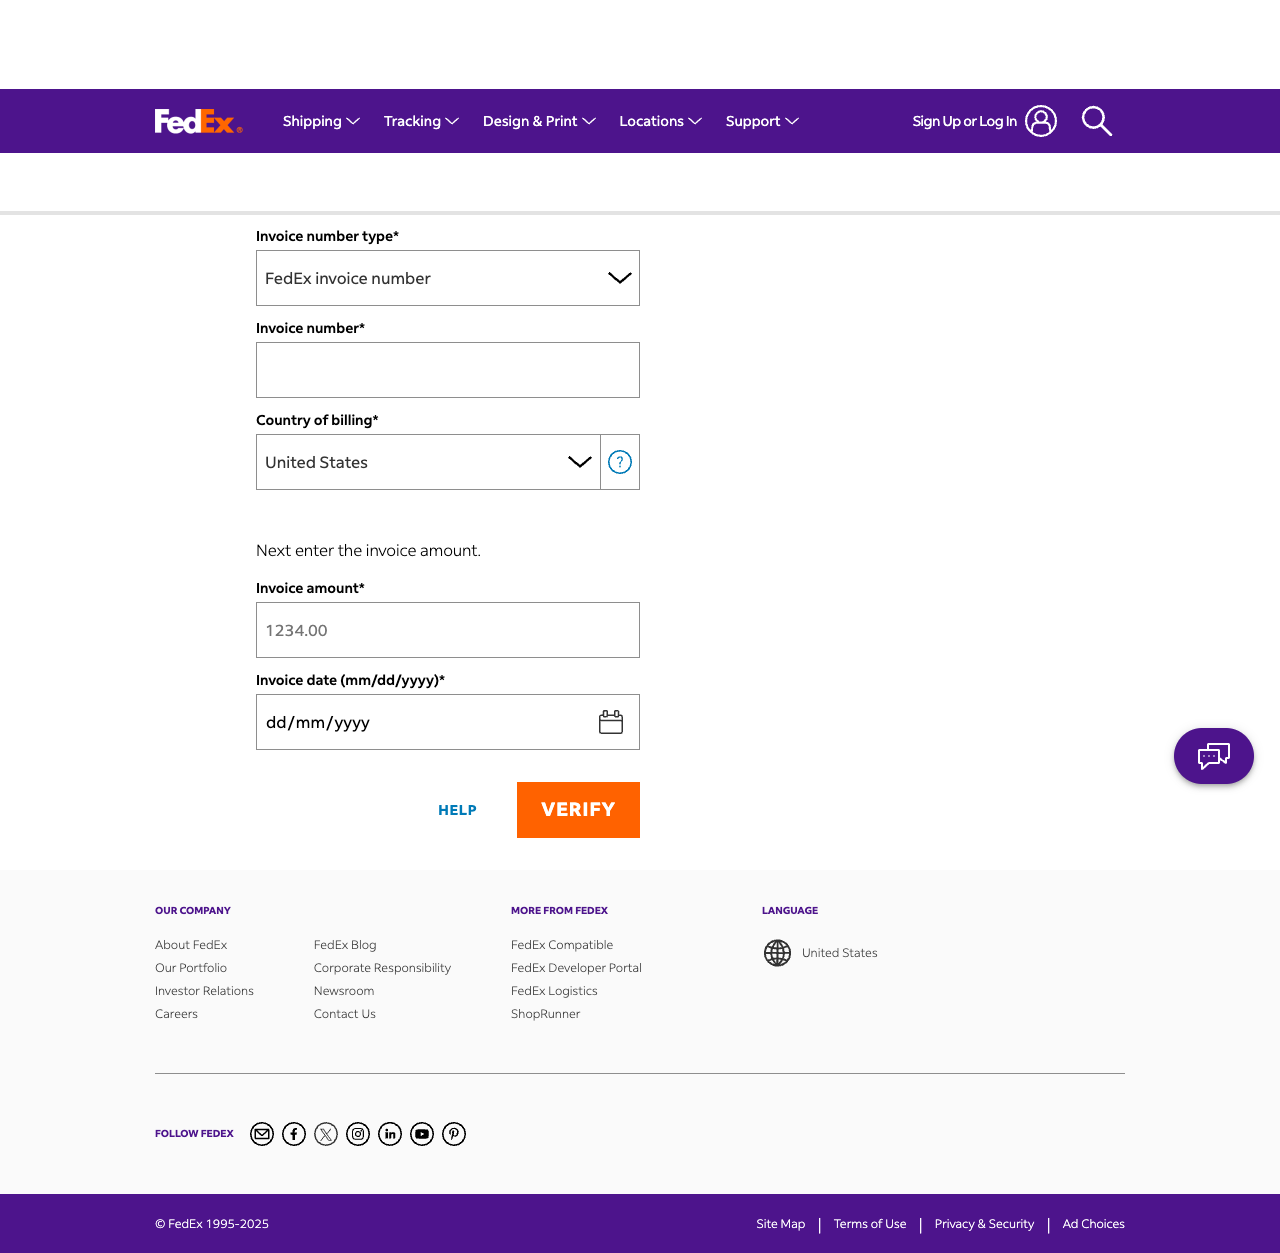 FedEx®
Shipping
Tracking
Design & Print
Locations
Support
Sign Up or Log In
Invoice number type*
FedEx invoice number
Invoice number*
Country of billing*
United States
?
Next enter the invoice amount.
Invoice amount*
1234.00
Invoice date (mm/dd/yyyy)*
dd/mm/yyyy
HELP
VERIFY
OUR COMPANY
About FedEx
Our Portfolio
Investor Relations
Careers
FedEx Blog
Corporate Responsibility
Newsroom
Contact Us
MORE FROM FEDEX
FedEx Compatible
FedEx Developer Portal
FedEx Logistics
ShopRunner
LANGUAGE
United States
FOLLOW FEDEX
© FedEx 1995-2025
Site Map | Terms of Use | Privacy & Security | Ad Choices